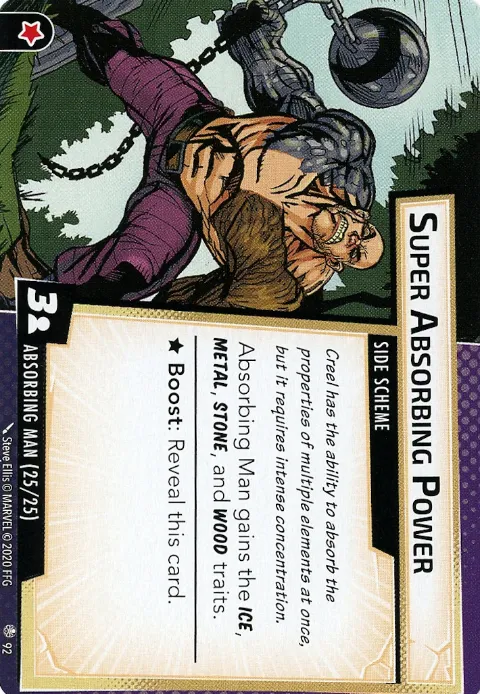 SUPER ABSORBING POWER
SIDE SCHEME
Creel has the ability to absorb the
properties of multiple elements at once,
but it requires intense concentration.
Absorbing Man gains the ICE,
METAL, STONE, and WOOD traits.
★ Boost: Reveal this card.
3
ABSORBING MAN (25/25)
Steve Ellis © MARVEL © 2020 FFG
92